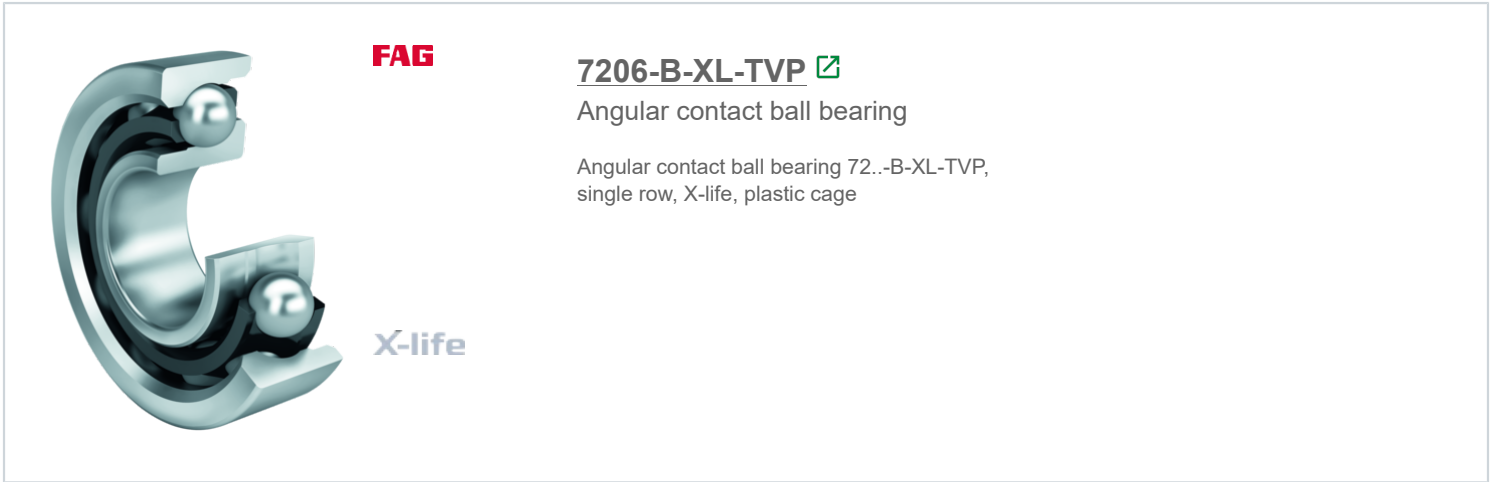 FAG
7206-B-XL-TVP
Angular contact ball bearing
Angular contact ball bearing 72..-B-XL-TVP,
single row, X-life, plastic cage
X-life